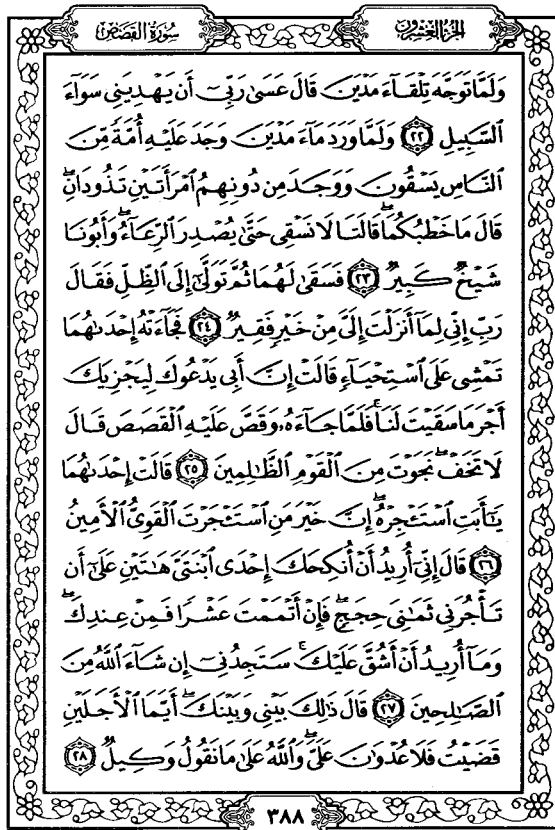 سُورَةُ القَصَصِ
الجزءُ العِشْرُونَ
وَلَمَّا تَوَجَّهَ تِلْقَآءَ مَدْيَنَ قَالَ عَسَىٰ رَبِّىٓ أَن يَهْدِيَنِى سَوَآءَ
ٱلسَّبِيلِ ٢٢ وَلَمَّا وَرَدَ مَآءَ مَدْيَنَ وَجَدَ عَلَيْهِ أُمَّةً مِّنَ
ٱلنَّاسِ يَسْقُونَ وَوَجَدَ مِن دُونِهِمُ ٱمْرَأَتَيْنِ تَذُودَانِ ۖ
قَالَ مَا خَطْبُكُمَا ۖ قَالَتَا لَا نَسْقِى حَتَّىٰ يُصْدِرَ ٱلرِّعَآءُ ۖ وَأَبُونَا
شَيْخٌ كَبِيرٌ ٢٣ فَسَقَىٰ لَهُمَا ثُمَّ تَوَلَّىٰٓ إِلَى ٱلظِّلِّ فَقَالَ
رَبِّ إِنِّى لِمَآ أَنزَلْتَ إِلَىَّ مِنْ خَيْرٍ فَقِيرٌ ٢٤ فَجَآءَتْهُ إِحْدَىٰهُمَا
تَمْشِى عَلَى ٱسْتِحْيَآءٍ قَالَتْ إِنَّ أَبِى يَدْعُوكَ لِيَجْزِيَكَ
أَجْرَ مَا سَقَيْتَ لَنَا ۚ فَلَمَّا جَآءَهُۥ وَقَصَّ عَلَيْهِ ٱلْقَصَصَ قَالَ
لَا تَخَفْ ۖ نَجَوْتَ مِنَ ٱلْقَوْمِ ٱلظَّٰلِمِينَ ٢٥ قَالَتْ إِحْدَىٰهُمَا
يَٰٓأَبَتِ ٱسْتَـْٔجِرْهُ ۖ إِنَّ خَيْرَ مَنِ ٱسْتَـْٔجَرْتَ ٱلْقَوِىُّ ٱلْأَمِينُ
٢٦ قَالَ إِنِّىٓ أُرِيدُ أَنْ أُنكِحَكَ إِحْدَى ٱبْنَتَىَّ هَٰتَيْنِ عَلَىٰٓ أَن
تَأْجُرَنِى ثَمَٰنِىَ حِجَجٍ ۖ فَإِنْ أَتْمَمْتَ عَشْرًا فَمِنْ عِندِكَ ۖ
وَمَآ أُرِيدُ أَنْ أَشُقَّ عَلَيْكَ ۚ سَتَجِدُنِىٓ إِن شَآءَ ٱللَّهُ مِنَ
ٱلصَّٰلِحِينَ ٢٧ قَالَ ذَٰلِكَ بَيْنِى وَبَيْنَكَ ۖ أَيَّمَا ٱلْأَجَلَيْنِ
قَضَيْتُ فَلَا عُدْوَٰنَ عَلَىَّ ۖ وَٱللَّهُ عَلَىٰ مَا نَقُولُ وَكِيلٌ ٢٨
٣٨٨